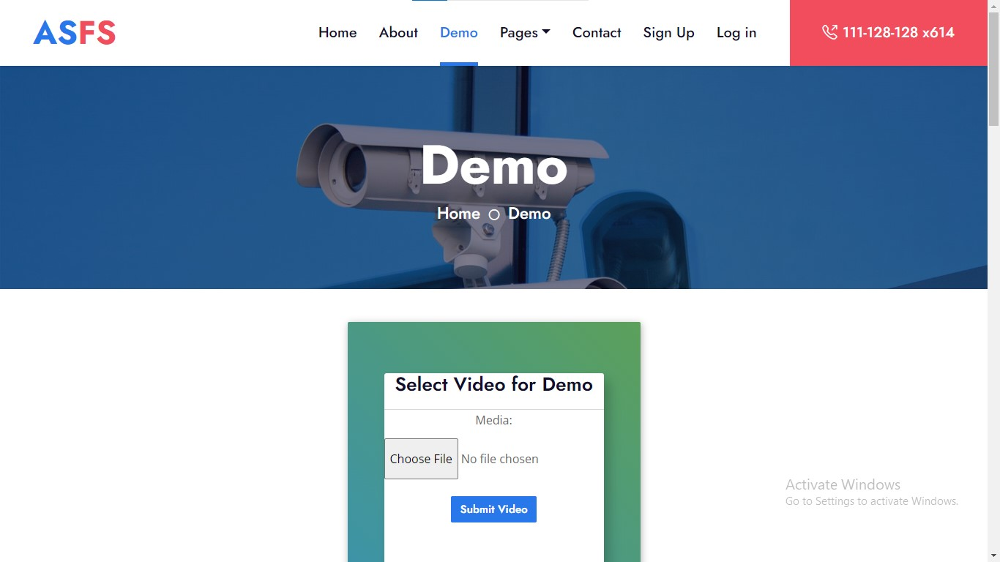 ASFS Home About Demo Pages Contact Sign Up Log in 111-128-128 x614
Demo
Home Demo
Select Video for Demo
Media:
Choose File No file chosen
Submit Video
Activate Windows
Go to Settings to activate Windows.